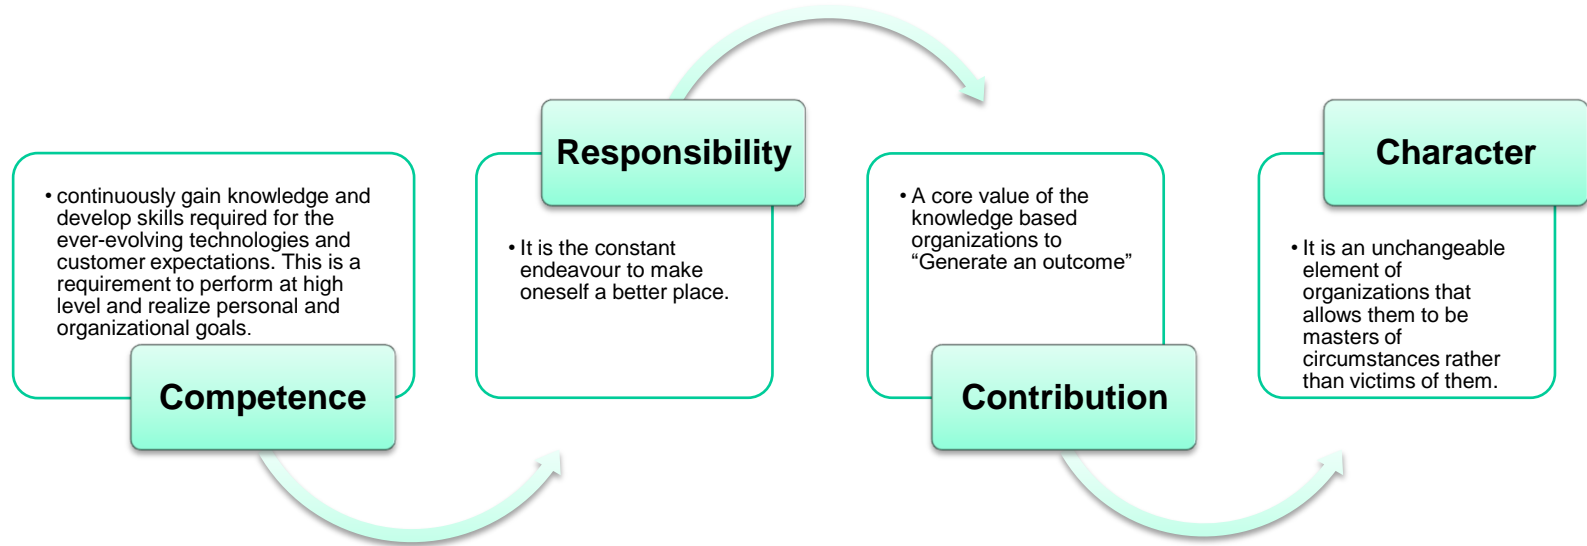 • continuously gain knowledge and
develop skills required for the
ever-evolving technologies and
customer expectations. This is a
requirement to perform at high
level and realize personal and
organizational goals.
Competence
Responsibility
• It is the constant
endeavour to make
oneself a better place.
• A core value of the
knowledge based
organizations to
“Generate an outcome”
Contribution
Character
• It is an unchangeable
element of
organizations that
allows them to be
masters of
circumstances rather
than victims of them.